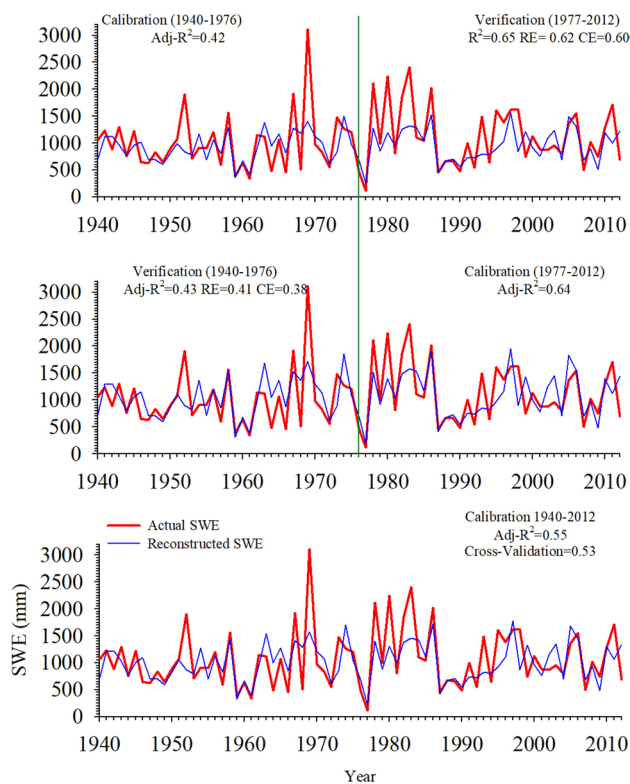 Calibration (1940-1976)
Adj-R²=0.42
Verification (1977-2012)
R²=0.65 RE= 0.62 CE=0.60
3000
2500
2000
1500
1000
500
0
1940 1950 1960 1970 1980 1990 2000 2010
Verification (1940-1976)
Adj-R²=0.43 RE=0.41 CE=0.38
Calibration (1977-2012)
Adj-R²=0.64
3000
2500
2000
1500
1000
500
0
1940 1950 1960 1970 1980 1990 2000 2010
Actual SWE
Reconstructed SWE
Calibration 1940-2012
Adj-R²=0.55
Cross-Validation=0.53
SWE (mm)
3000
2500
2000
1500
1000
500
0
1940 1950 1960 1970 1980 1990 2000 2010
Year